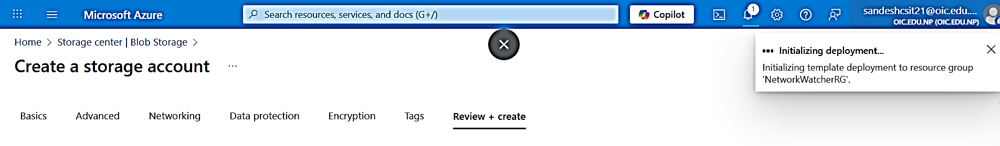 Microsoft Azure
Search resources, services, and docs (G+/)
Copilot
1
sandeshcsit21@oic.edu....
OIC.EDU.NP (OIC.EDU.NP)
Home > Storage center | Blob Storage >
Create a storage account ...
Initializing deployment...
Initializing template deployment to resource group
'NetworkWatcherRG'.
Basics Advanced Networking Data protection Encryption Tags Review + create